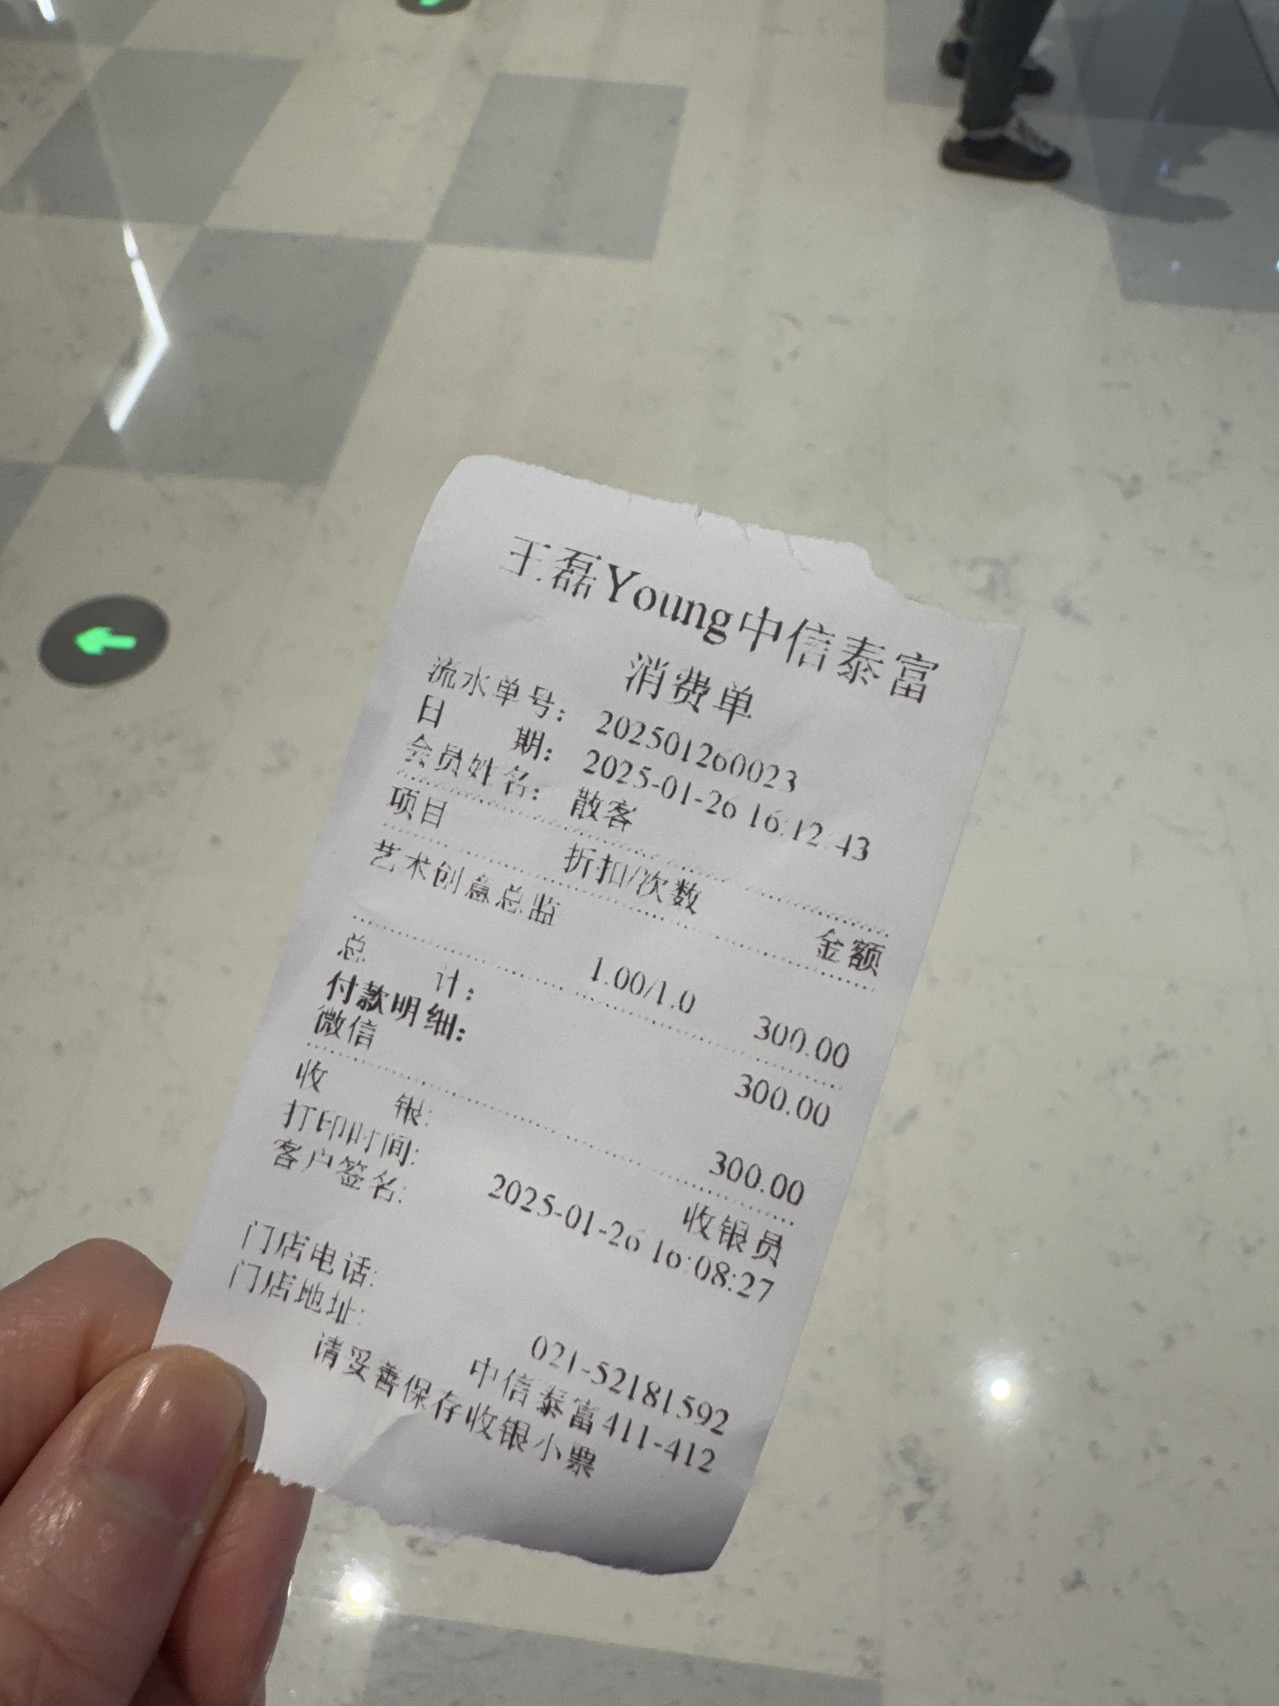 王磊Young中信泰富
消费单
流水单号: 202501260023
日 期: 2025-01-26 16:12:43
会员姓名: 散客
项目 折扣/次数 金额
艺术创意总监
1.00/1.0 300.00
总 计: 300.00
付款明细:
微信 300.00
收 银: 收银员
打印时间: 2025-01-26 16:08:27
客户签名:
门店电话: 021-52181592
门店地址: 中信泰富411-412
请妥善保存收银小票